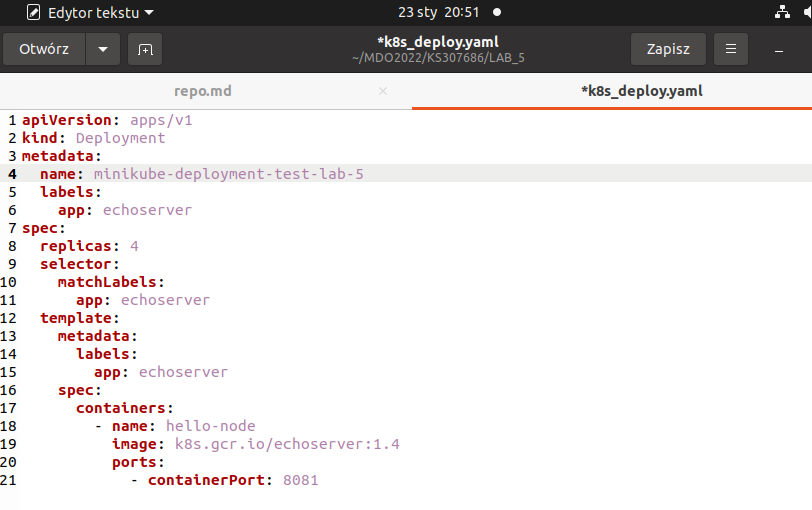 Edytor tekstu
23 sty 20:51
Otwórz
*k8s_deploy.yaml
~/MDO2022/KS307686/LAB_5
Zapisz
repo.md
*k8s_deploy.yaml
1 apiVersion: apps/v1
2 kind: Deployment
3 metadata:
4   name: minikube-deployment-test-lab-5
5   labels:
6     app: echoserver
7 spec:
8   replicas: 4
9   selector:
10     matchLabels:
11       app: echoserver
12   template:
13     metadata:
14       labels:
15         app: echoserver
16     spec:
17       containers:
18         - name: hello-node
19           image: k8s.gcr.io/echoserver:1.4
20           ports:
21             - containerPort: 8081